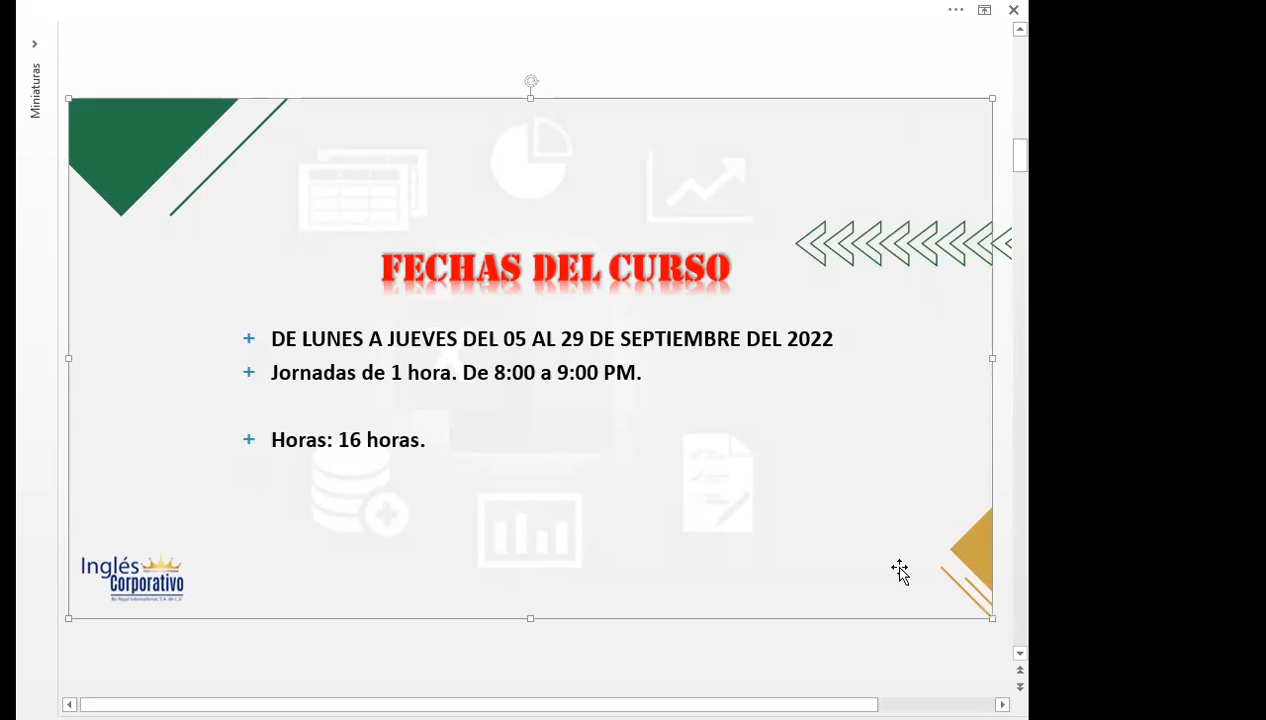 Miniaturas
FECHAS DEL CURSO
+ DE LUNES A JUEVES DEL 05 AL 29 DE SEPTIEMBRE DEL 2022
+ Jornadas de 1 hora. De 8:00 a 9:00 PM.
+ Horas: 16 horas.
Inglés
Corporativo